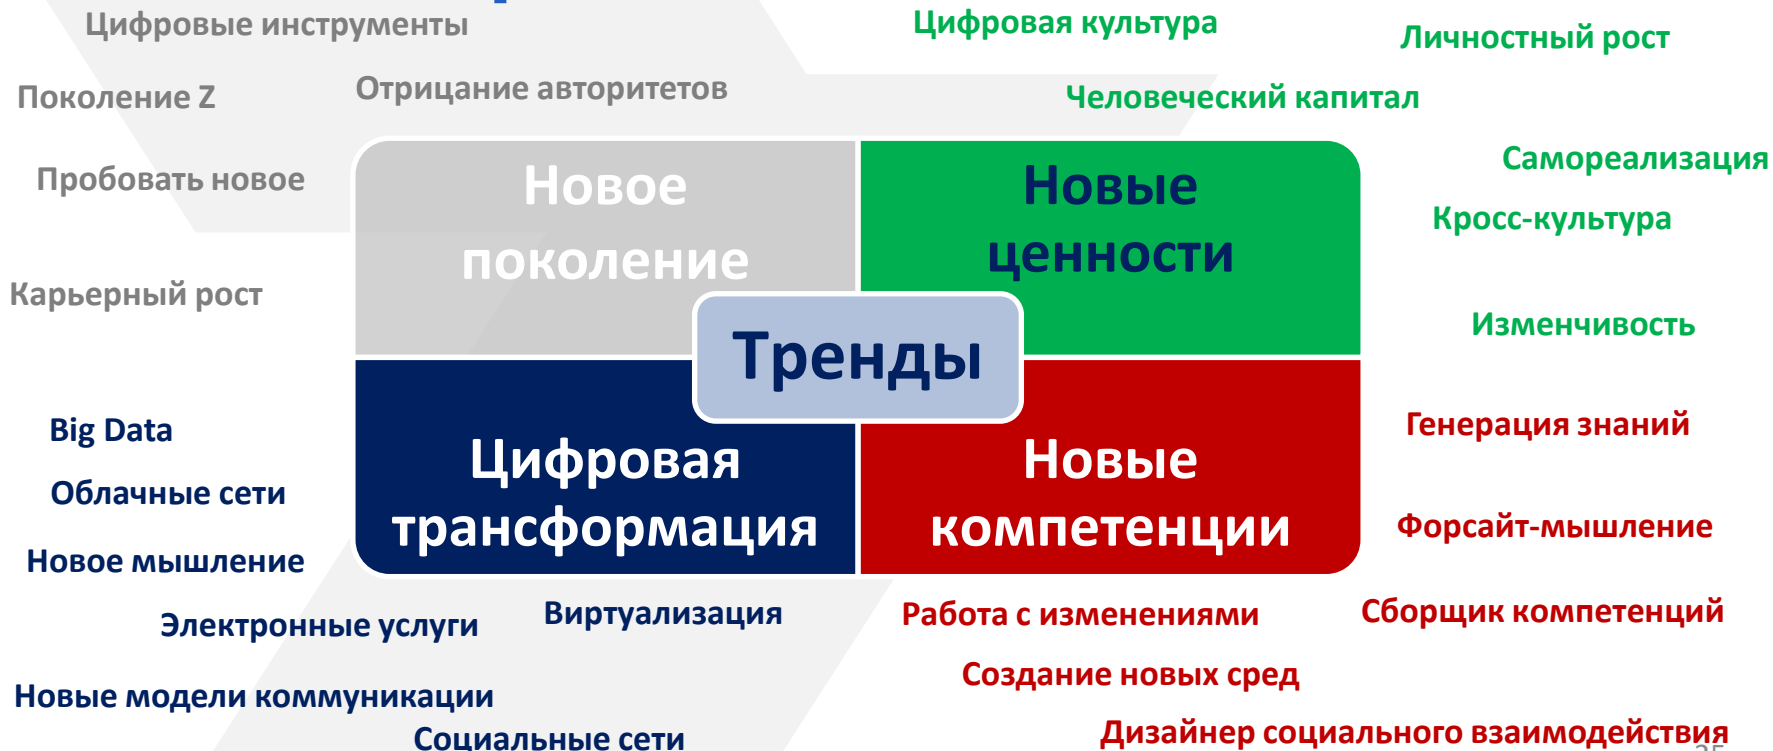 Цифровые инструменты
Цифровая культура
Личностный рост
Поколение Z
Отрицание авторитетов
Человеческий капитал
Пробовать новое
Новое
поколение
Новые
ценности
Самореализация
Кросс-культура
Карьерный рост
Изменчивость
Тренды
Big Data
Облачные сети
Новое мышление
Цифровая
трансформация
Новые
компетенции
Генерация знаний
Форсайт-мышление
Электронные услуги
Виртуализация
Работа с изменениями
Сборщик компетенций
Новые модели коммуникации
Создание новых сред
Социальные сети
Дизайнер социального взаимодействия